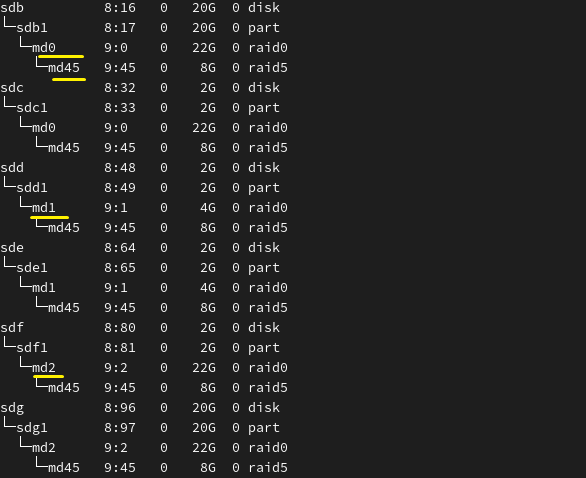 sdb 8:16 0 20G 0 disk
└─sdb1 8:17 0 20G 0 part
  └─md0 9:0 0 22G 0 raid0
    └─md45 9:45 0 8G 0 raid5
sdc 8:32 0 2G 0 disk
└─sdc1 8:33 0 2G 0 part
  └─md0 9:0 0 22G 0 raid0
    └─md45 9:45 0 8G 0 raid5
sdd 8:48 0 2G 0 disk
└─sdd1 8:49 0 2G 0 part
  └─md1 9:1 0 4G 0 raid0
    └─md45 9:45 0 8G 0 raid5
sde 8:64 0 2G 0 disk
└─sde1 8:65 0 2G 0 part
  └─md1 9:1 0 4G 0 raid0
    └─md45 9:45 0 8G 0 raid5
sdf 8:80 0 2G 0 disk
└─sdf1 8:81 0 2G 0 part
  └─md2 9:2 0 22G 0 raid0
    └─md45 9:45 0 8G 0 raid5
sdg 8:96 0 20G 0 disk
└─sdg1 8:97 0 20G 0 part
  └─md2 9:2 0 22G 0 raid0
    └─md45 9:45 0 8G 0 raid5